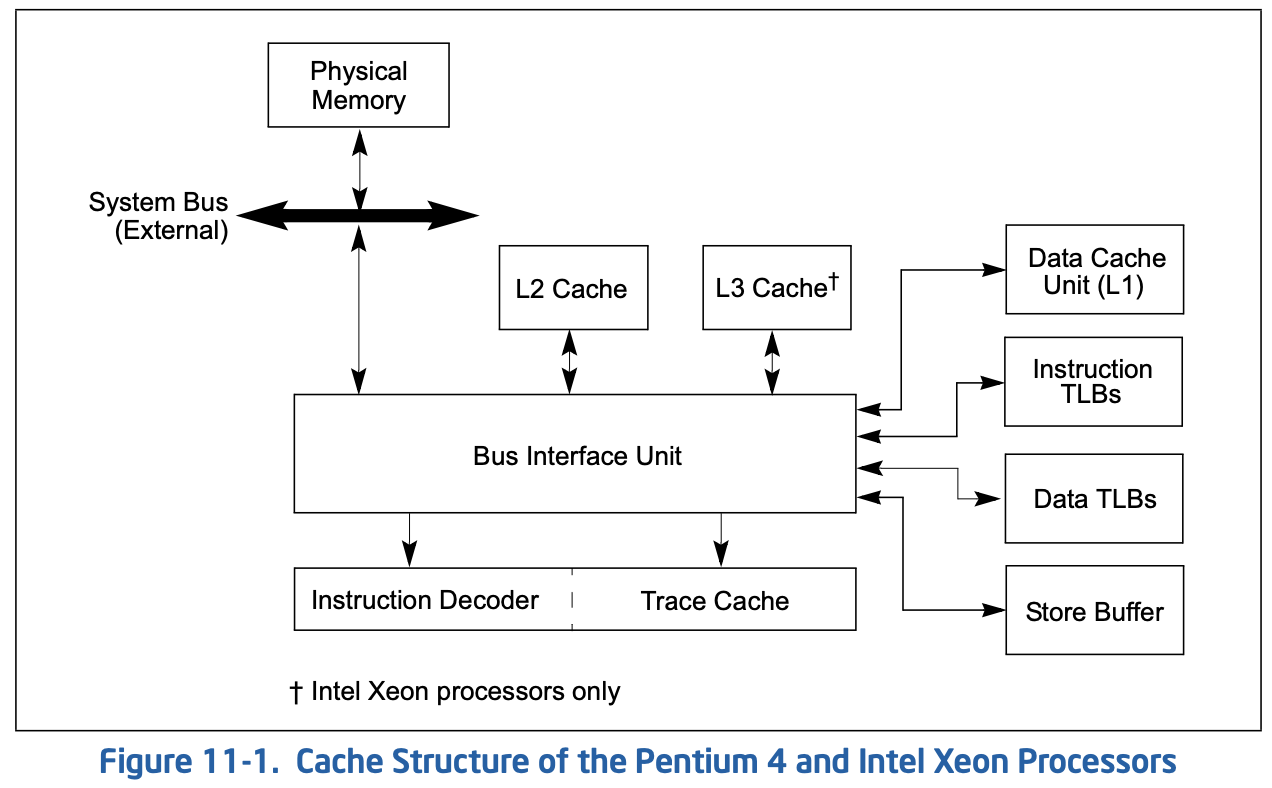 Physical
Memory
System Bus
(External)
L2 Cache
L3 Cache†
Data Cache
Unit (L1)
Instruction
TLBs
Bus Interface Unit
Data TLBs
Instruction Decoder
Trace Cache
Store Buffer
† Intel Xeon processors only
Figure 11-1. Cache Structure of the Pentium 4 and Intel Xeon Processors